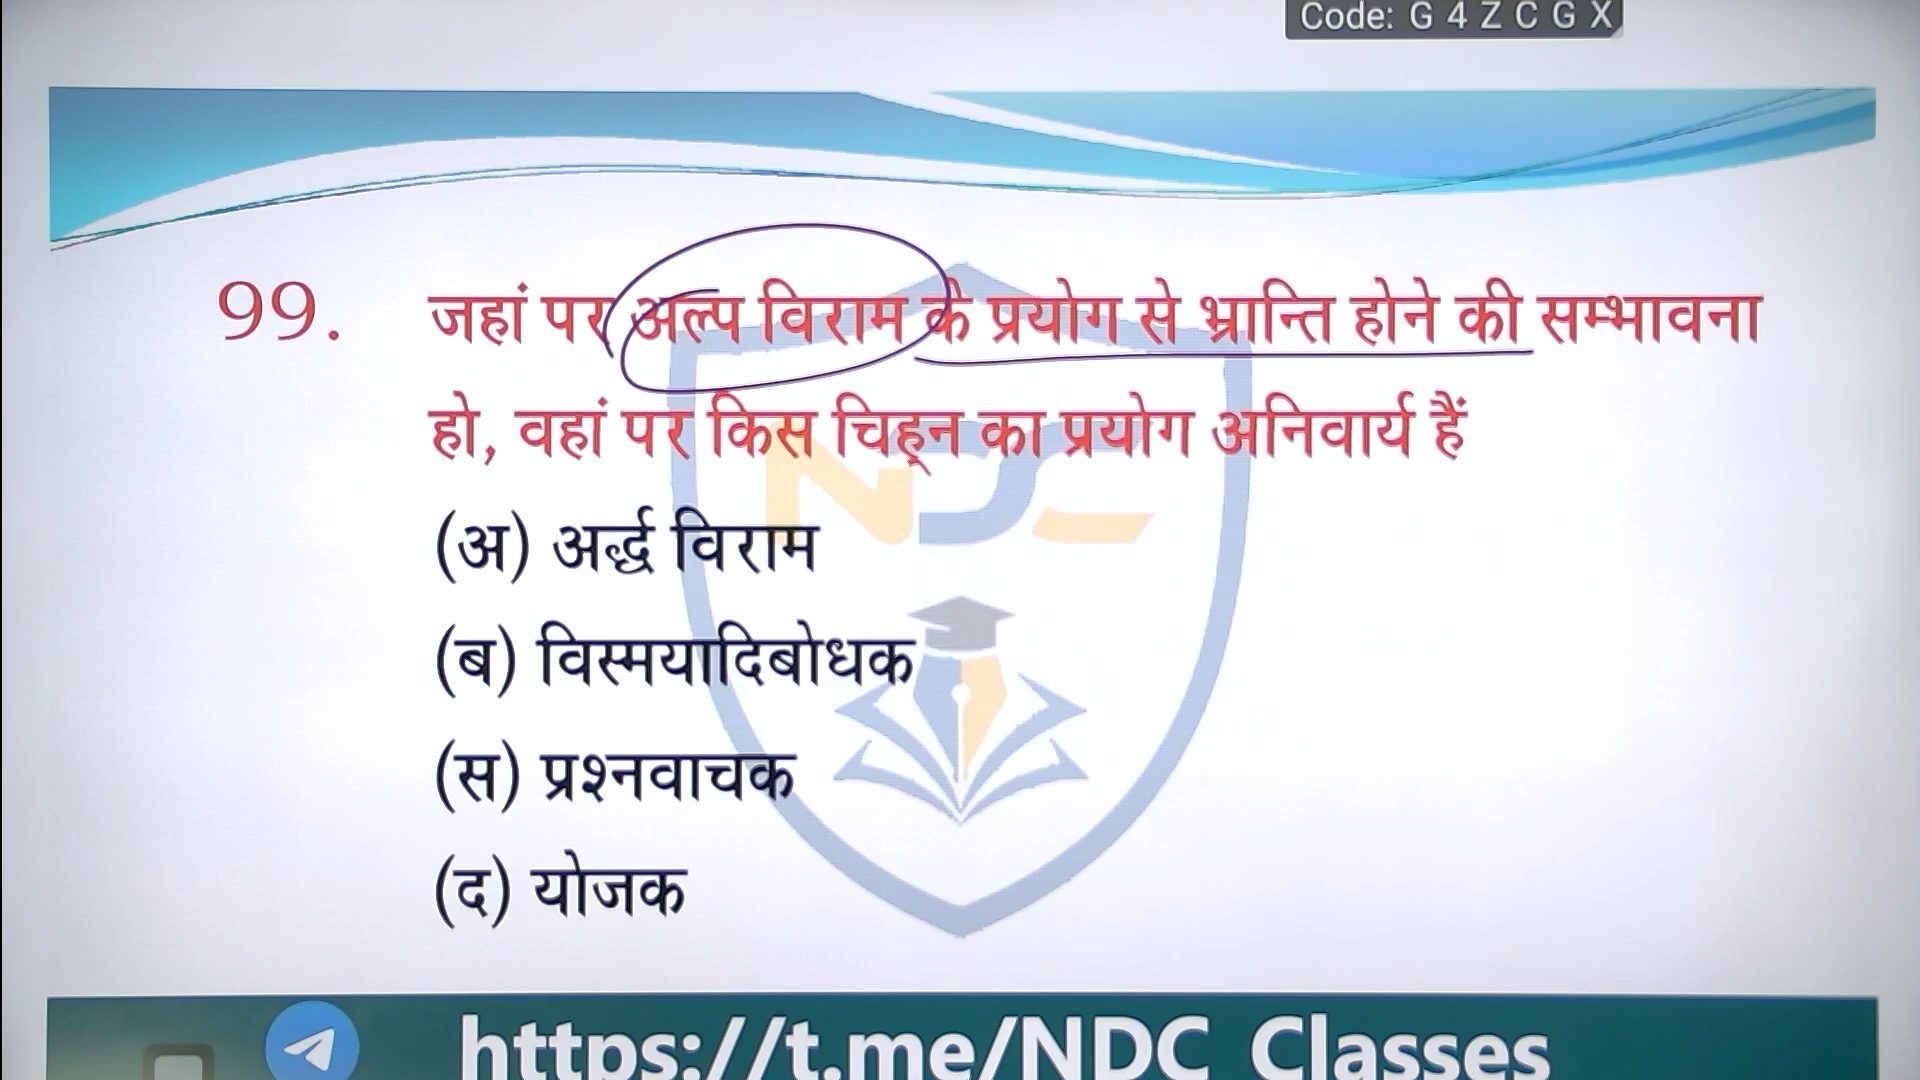 Code: G 4 Z C G X
99. जहां पर अल्प विराम के प्रयोग से भ्रान्ति होने की सम्भावना
हो, वहां पर किस चिह्न का प्रयोग अनिवार्य हैं
NDC
(अ) अर्द्ध विराम
(ब) विस्मयादिबोधक
(स) प्रश्नवाचक
(द) योजक
https://t.me/NDC_Classes